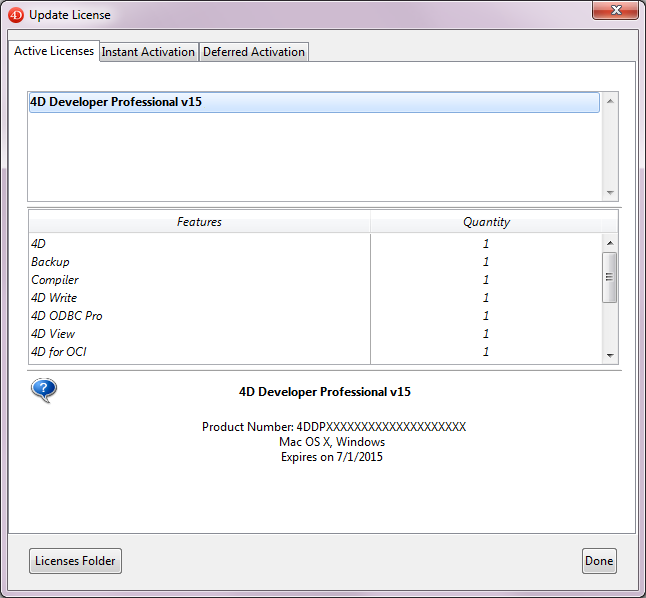 4D Update License
Active Licenses Instant Activation Deferred Activation
4D Developer Professional v15
Features Quantity
4D 1
Backup 1
Compiler 1
4D Write 1
4D ODBC Pro 1
4D View 1
4D for OCI 1
?
4D Developer Professional v15
Product Number: 4DDPXXXXXXXXXXXXXXXXXXXX
Mac OS X, Windows
Expires on 7/1/2015
Licenses Folder Done